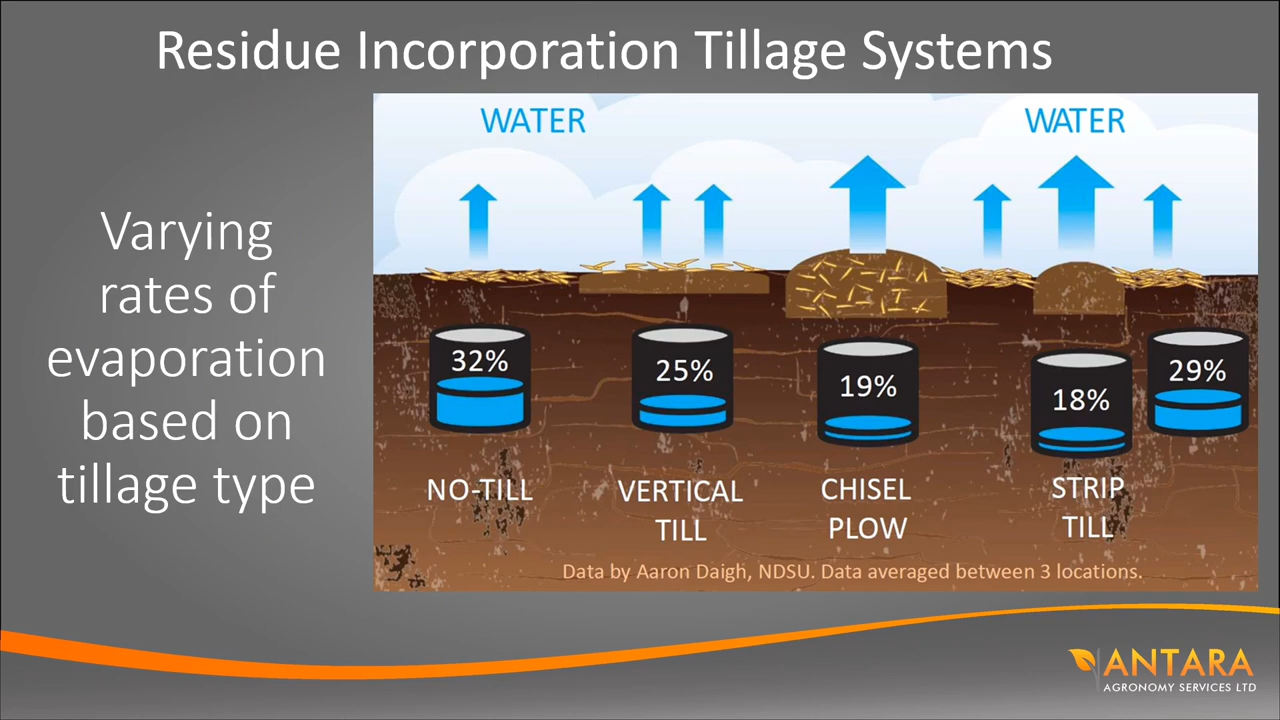 Residue Incorporation Tillage Systems
Varying
rates of
evaporation
based on
tillage type
WATER
WATER
32%
25%
19%
18%
29%
NO-TILL
VERTICAL
TILL
CHISEL
PLOW
STRIP
TILL
Data by Aaron Daigh, NDSU. Data averaged between 3 locations.
ANTARA
AGRONOMY SERVICES LTD